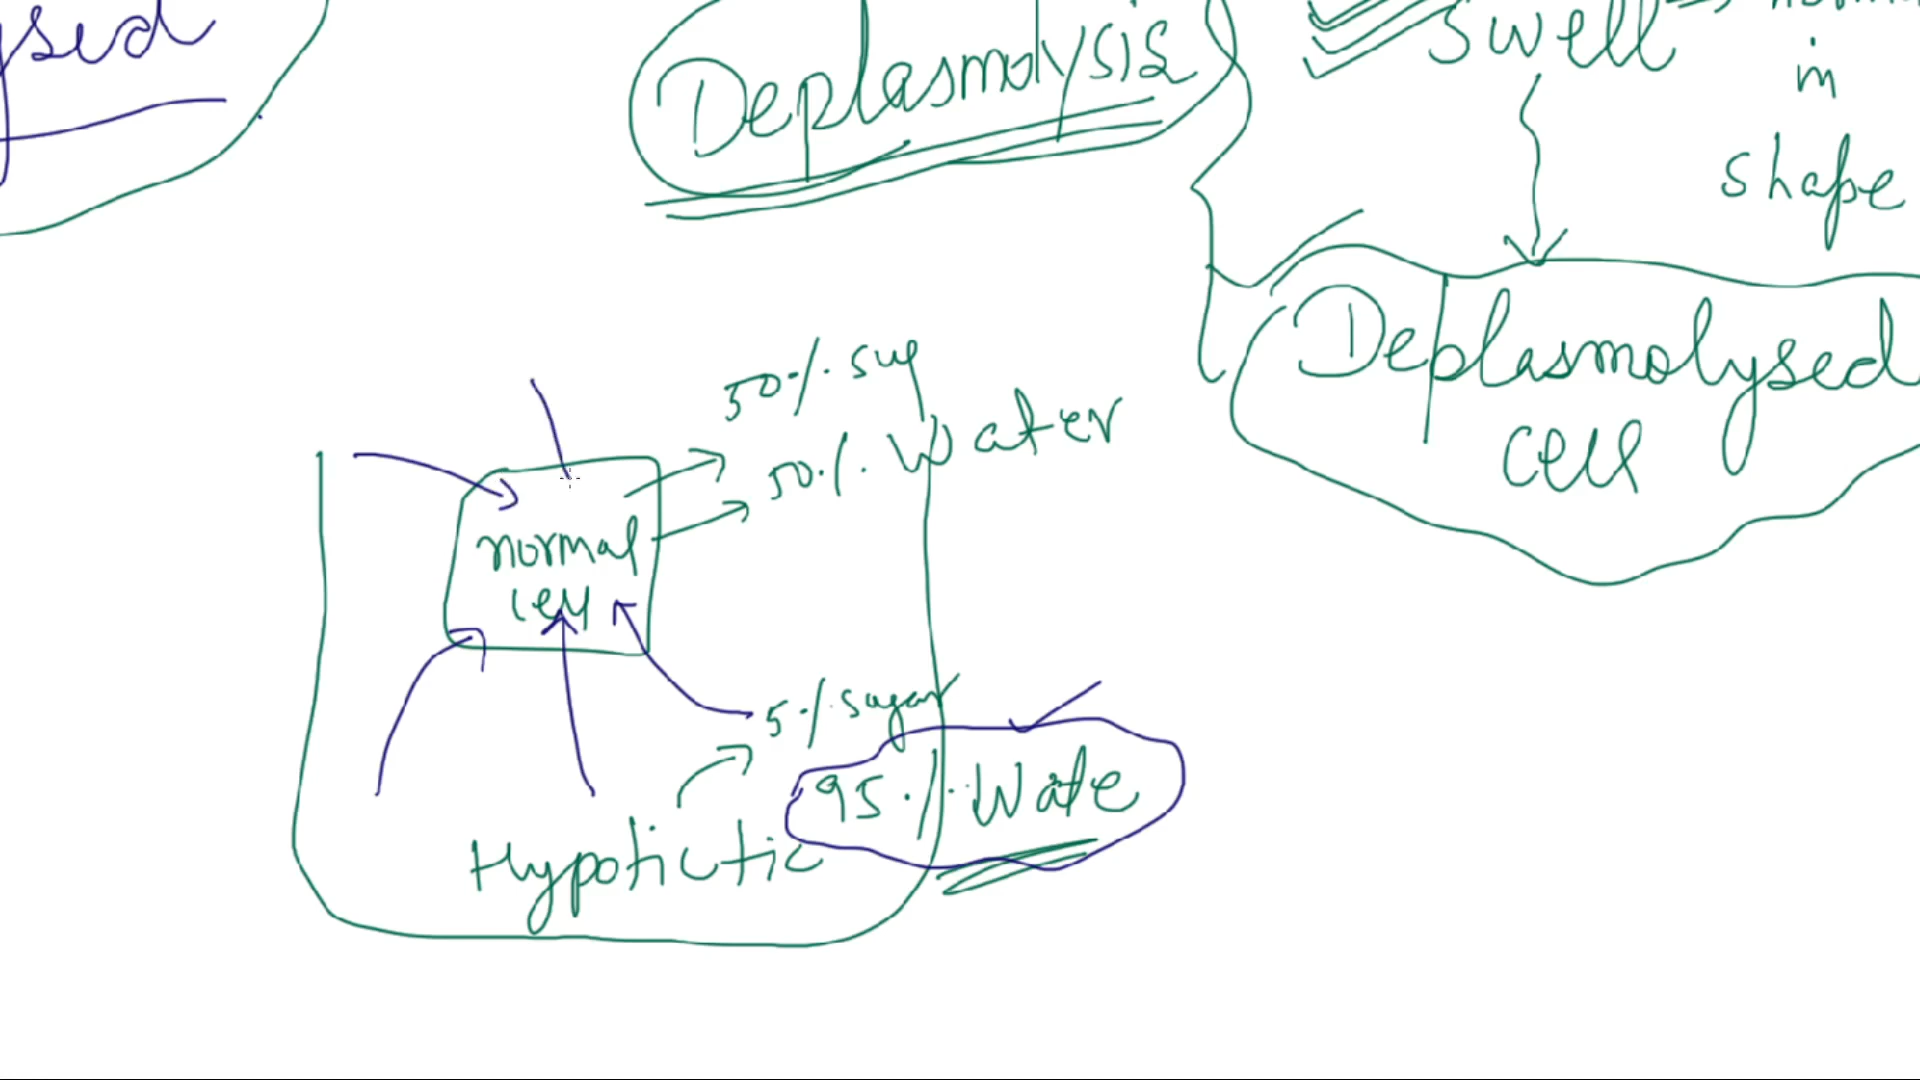 Deplasmolysis
swell
in
shape
Deplasmolysed
cell
50% sug
50% Water
normal
cell
5% sugar
95% Wate
Hypotictic